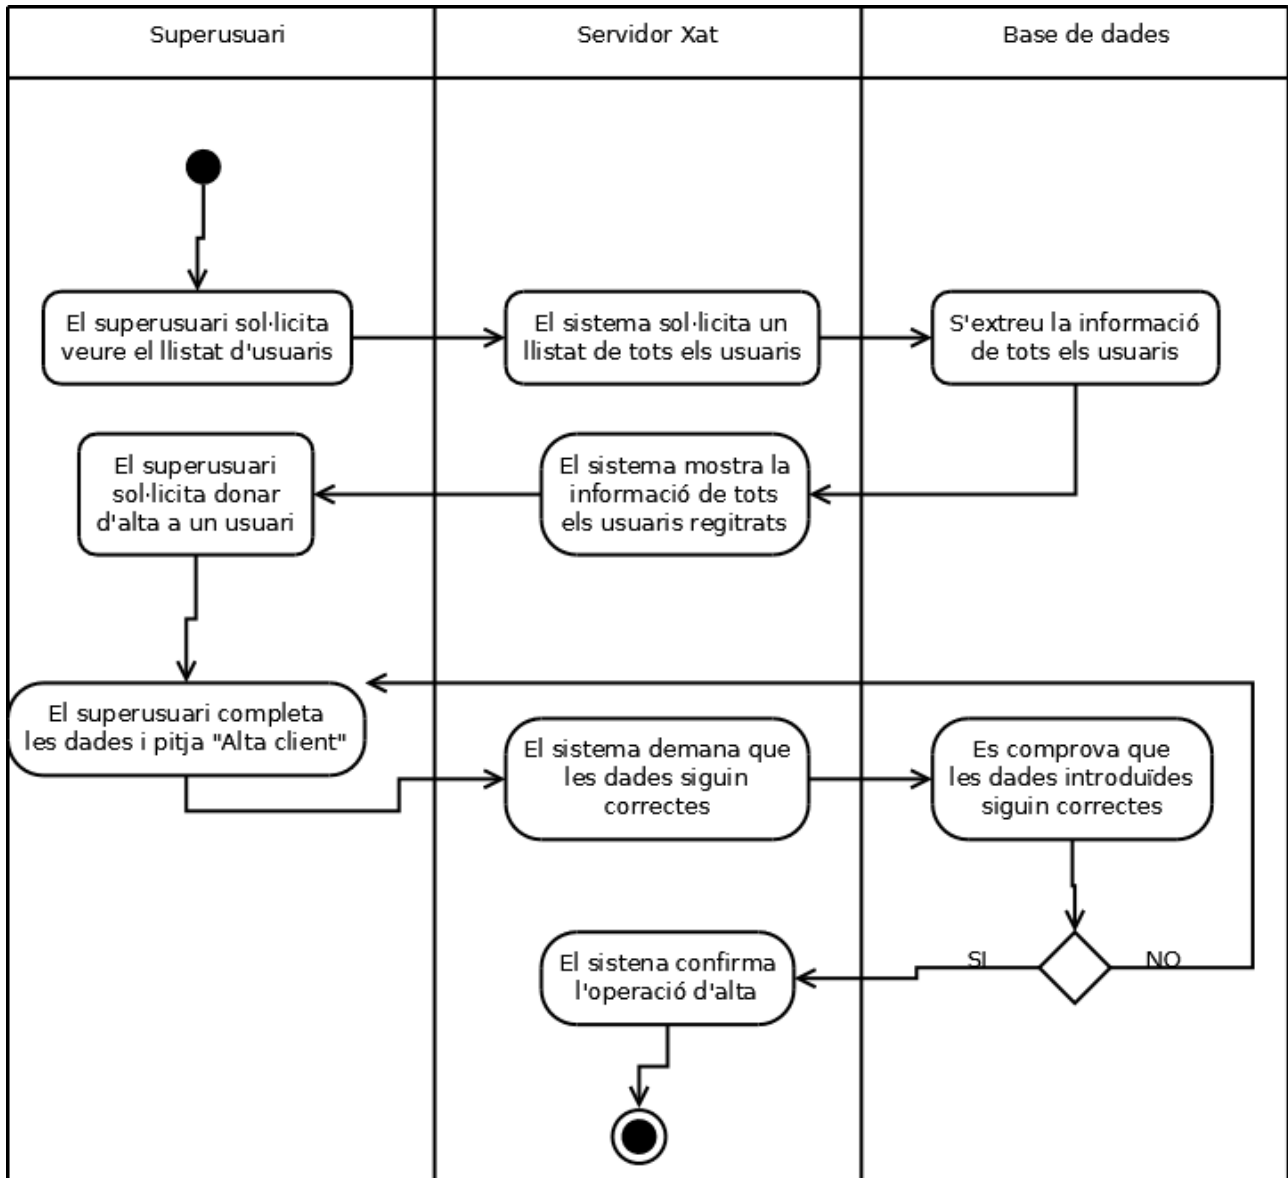 Superusuari
Servidor Xat
Base de dades
El superusuari sol·licita
veure el llistat d'usuaris
El sistema sol·licita un
llistat de tots els usuaris
S'extreu la informació
de tots els usuaris
El superusuari
sol·licita donar
d'alta a un usuari
El sistema mostra la
informació de tots
els usuaris regitrats
El superusuari completa
les dades i pitja "Alta client"
El sistema demana que
les dades siguin
correctes
Es comprova que
les dades introduïdes
siguin correctes
El sistena confirma
l'operació d'alta
SI
NO